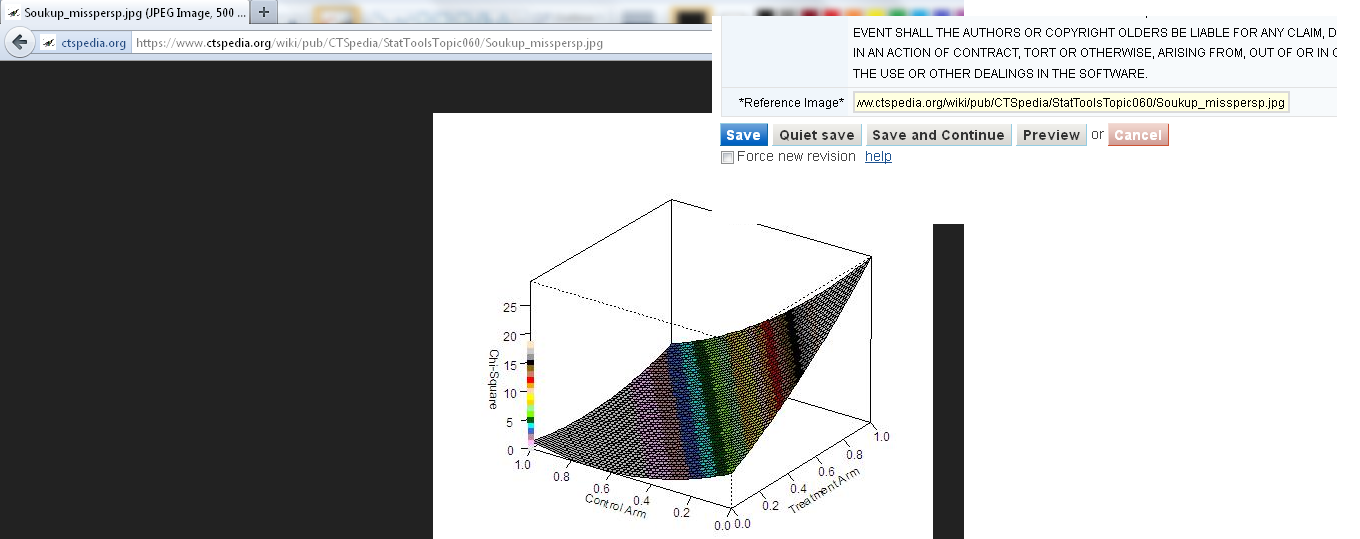 Soukup_misspersp.jpg (JPEG Image, 500 ...
+
ctspedia.org
https://www.ctspedia.org/wiki/pub/CTSpedia/StatToolsTopic060/Soukup_misspersp.jpg
EVENT SHALL THE AUTHORS OR COPYRIGHT OLDERS BE LIABLE FOR ANY CLAIM, D
IN AN ACTION OF CONTRACT, TORT OR OTHERWISE, ARISING FROM, OUT OF OR IN C
THE USE OR OTHER DEALINGS IN THE SOFTWARE.
*Reference Image*
ww.ctspedia.org/wiki/pub/CTSpedia/StatToolsTopic060/Soukup_misspersp.jpg
Save Quiet save Save and Continue Preview or Cancel
Force new revision help
25
20
15
10
5
0
Chi-Square
1.0
0.8
0.6
0.4
0.2
0.0
Control Arm
0.0
0.2
0.4
0.6
0.8
1.0
Treatment Arm